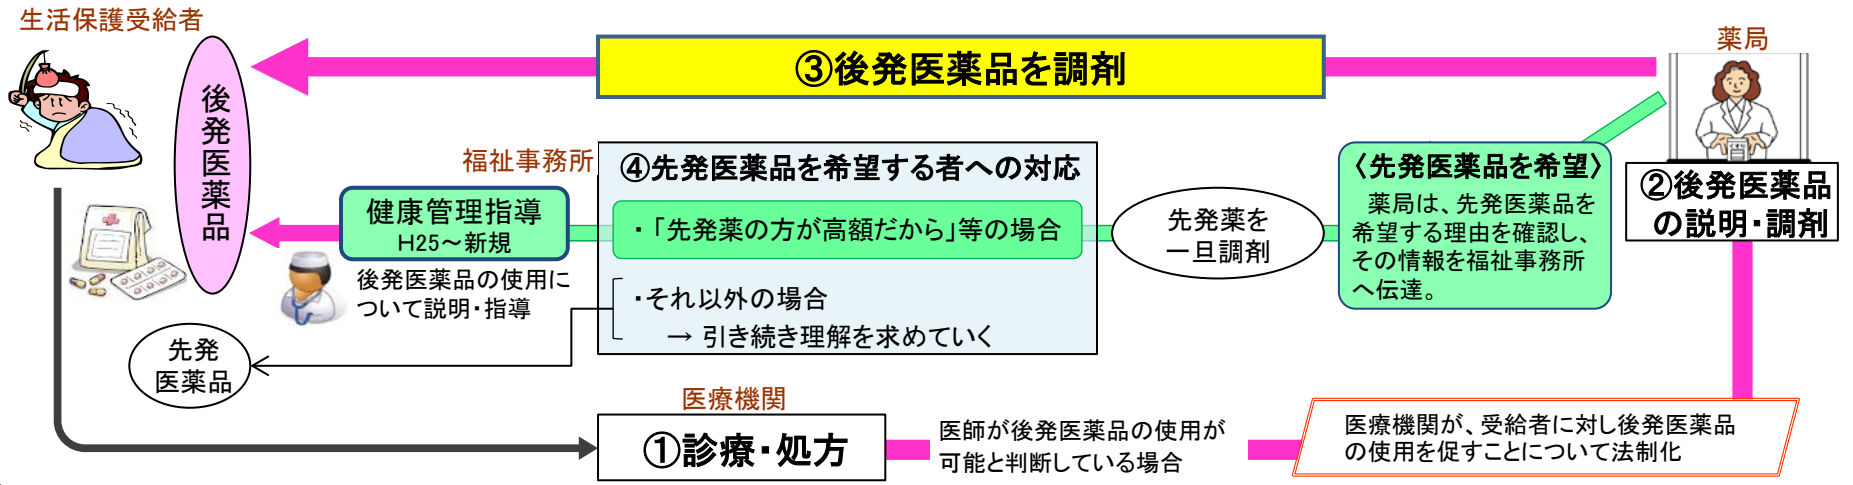 生活保護受給者
後発医薬品
③後発医薬品を調剤
薬局
②後発医薬品
の説明・調剤
〈先発医薬品を希望〉
薬局は、先発医薬品を
希望する理由を確認し、
その情報を福祉事務所
へ伝達。
先発薬を
一旦調剤
福祉事務所
④先発医薬品を希望する者への対応
・「先発薬の方が高額だから」等の場合
・それ以外の場合
→ 引き続き理解を求めていく
健康管理指導
H25～新規
後発医薬品の使用に
ついて説明・指導
先発
医薬品
医療機関
①診療・処方
医師が後発医薬品の使用が
可能と判断している場合
医療機関が、受給者に対し後発医薬品
の使用を促すことについて法制化